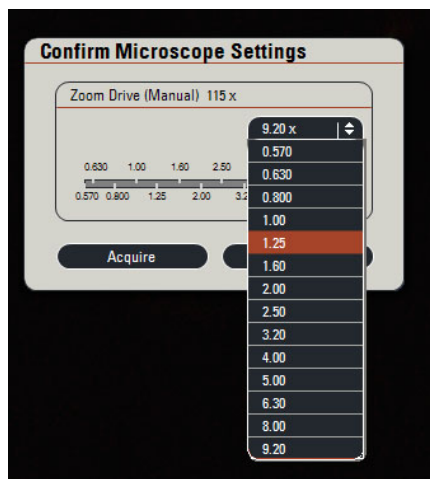 Confirm Microscope Settings
Zoom Drive (Manual) 115 x
9.20 x
0.630 1.00 1.60 2.50
0.570 0.800 1.25 2.00
Acquire
0.570
0.630
0.800
1.00
1.25
1.60
2.00
2.50
3.20
4.00
5.00
6.30
8.00
9.20